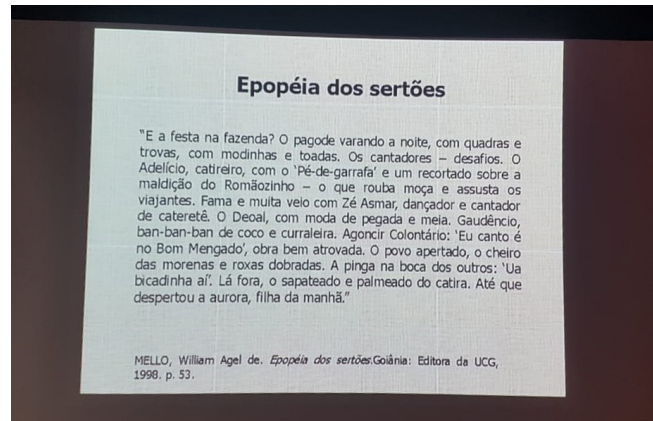 Epopéia dos sertões
"E a festa na fazenda? O pagode varando a noite, com quadras e
trovas, com modinhas e toadas. Os cantadores – desafios. O
Adelício, catireiro, com o 'Pé-de-garrafa' e um recortado sobre a
maldição do Romãozinho – o que rouba moça e assusta os
viajantes. Fama e muita veio com Zé Asmar, dançador e cantador
de cateretê. O Deoal, com moda de pegada e meia. Gaudêncio,
ban-ban-ban de coco e curraleira. Agoncir Colontário: 'Eu canto é
no Bom Mengado', obra bem atrovada. O povo apertado, o cheiro
das morenas e roxas dobradas. A pinga na boca dos outros: 'Ua
bicadinha aí'. Lá fora, o sapateado e palmeado do catira. Até que
despertou a aurora, filha da manhã."
MELLO, William Agel de. Epopéia dos sertões.Goiânia: Editora da UCG,
1998. p. 53.